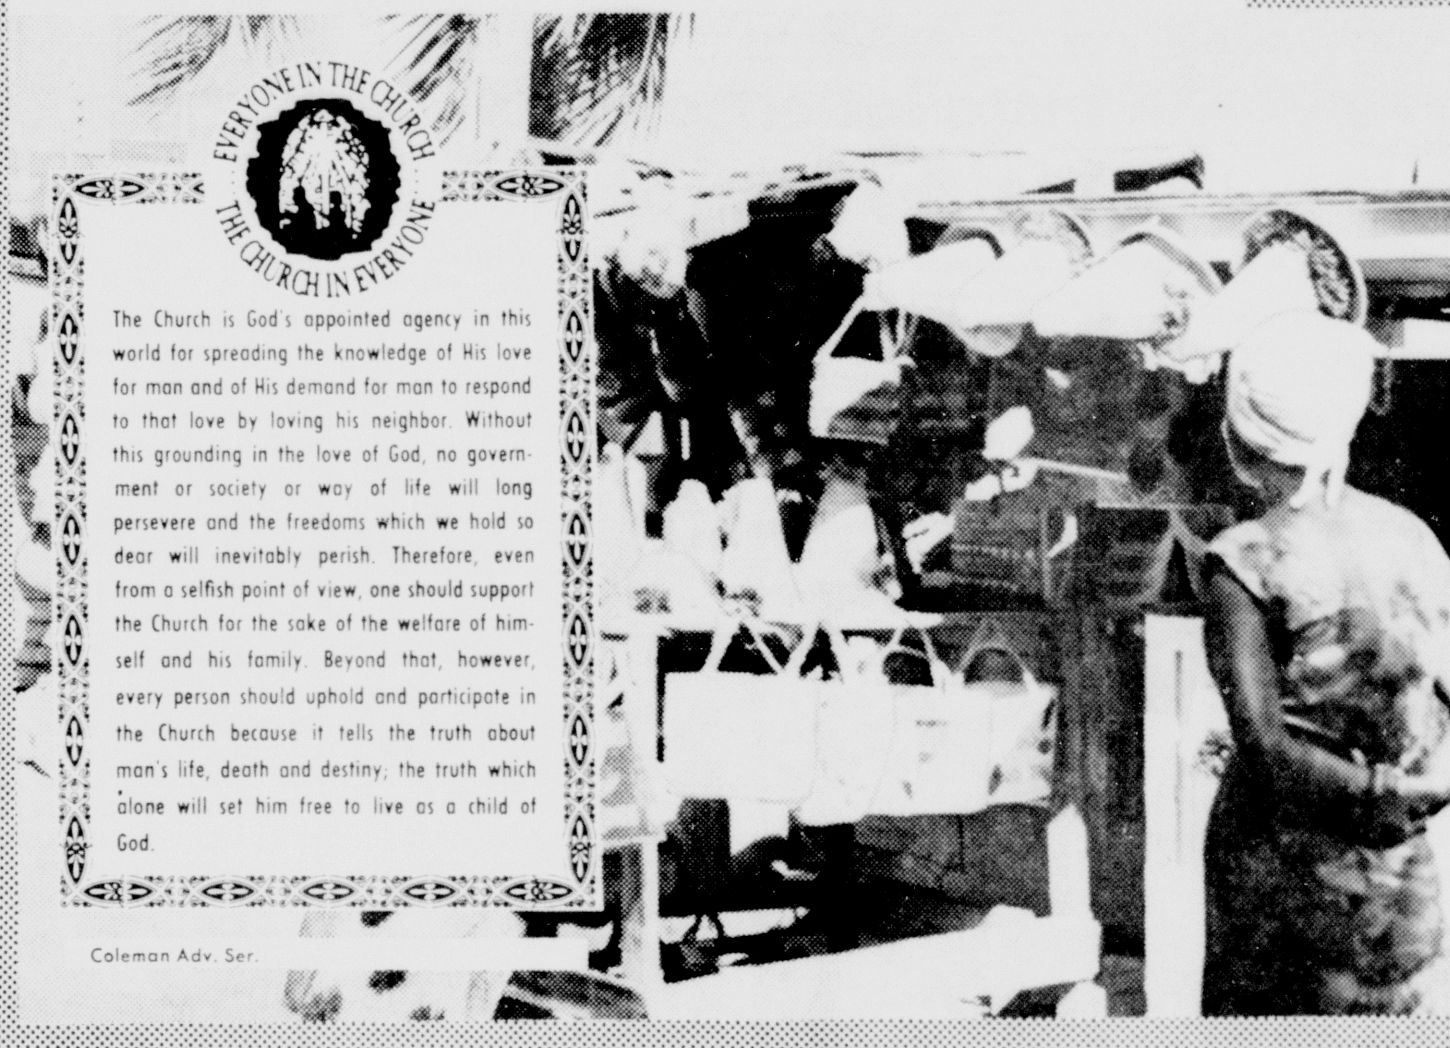 EVERYONE IN THE CHURCH
THE CHURCH IN EVERYONE
The Church is God's appointed agency in this
world for spreading the knowledge of His love
for man and of His demand for man to respond
to that love by loving his neighbor. Without
this grounding in the love of God, no govern-
ment or society or way of life will long
persevere and the freedoms which we hold so
dear will inevitably perish. Therefore, even
from a selfish point of view, one should support
the Church for the sake of the welfare of him-
self and his family. Beyond that, however,
every person should uphold and participate in
the Church because it tells the truth about
man's life, death and destiny; the truth which
alone will set him free to live as a child of
God.
Coleman Adv. Ser.